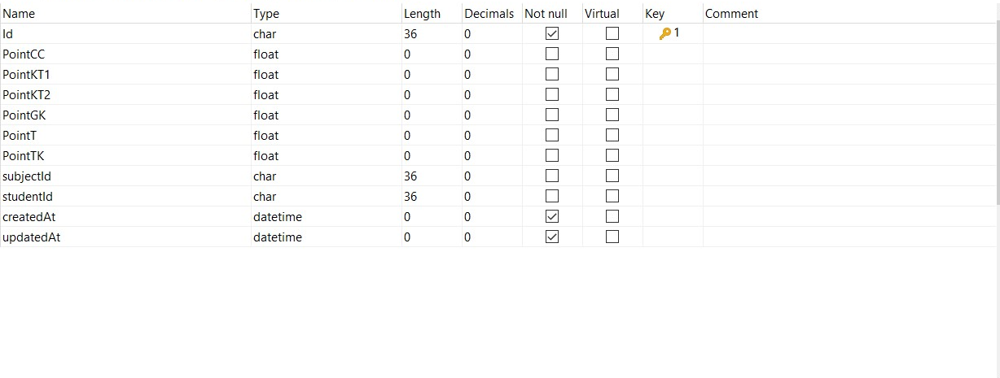 Name Type Length Decimals Not null Virtual Key Comment
Id char 36 0 1
PointCC float 0 0
PointKT1 float 0 0
PointKT2 float 0 0
PointGK float 0 0
PointT float 0 0
PointTK float 0 0
subjectId char 36 0
studentId char 36 0
createdAt datetime 0 0
updatedAt datetime 0 0